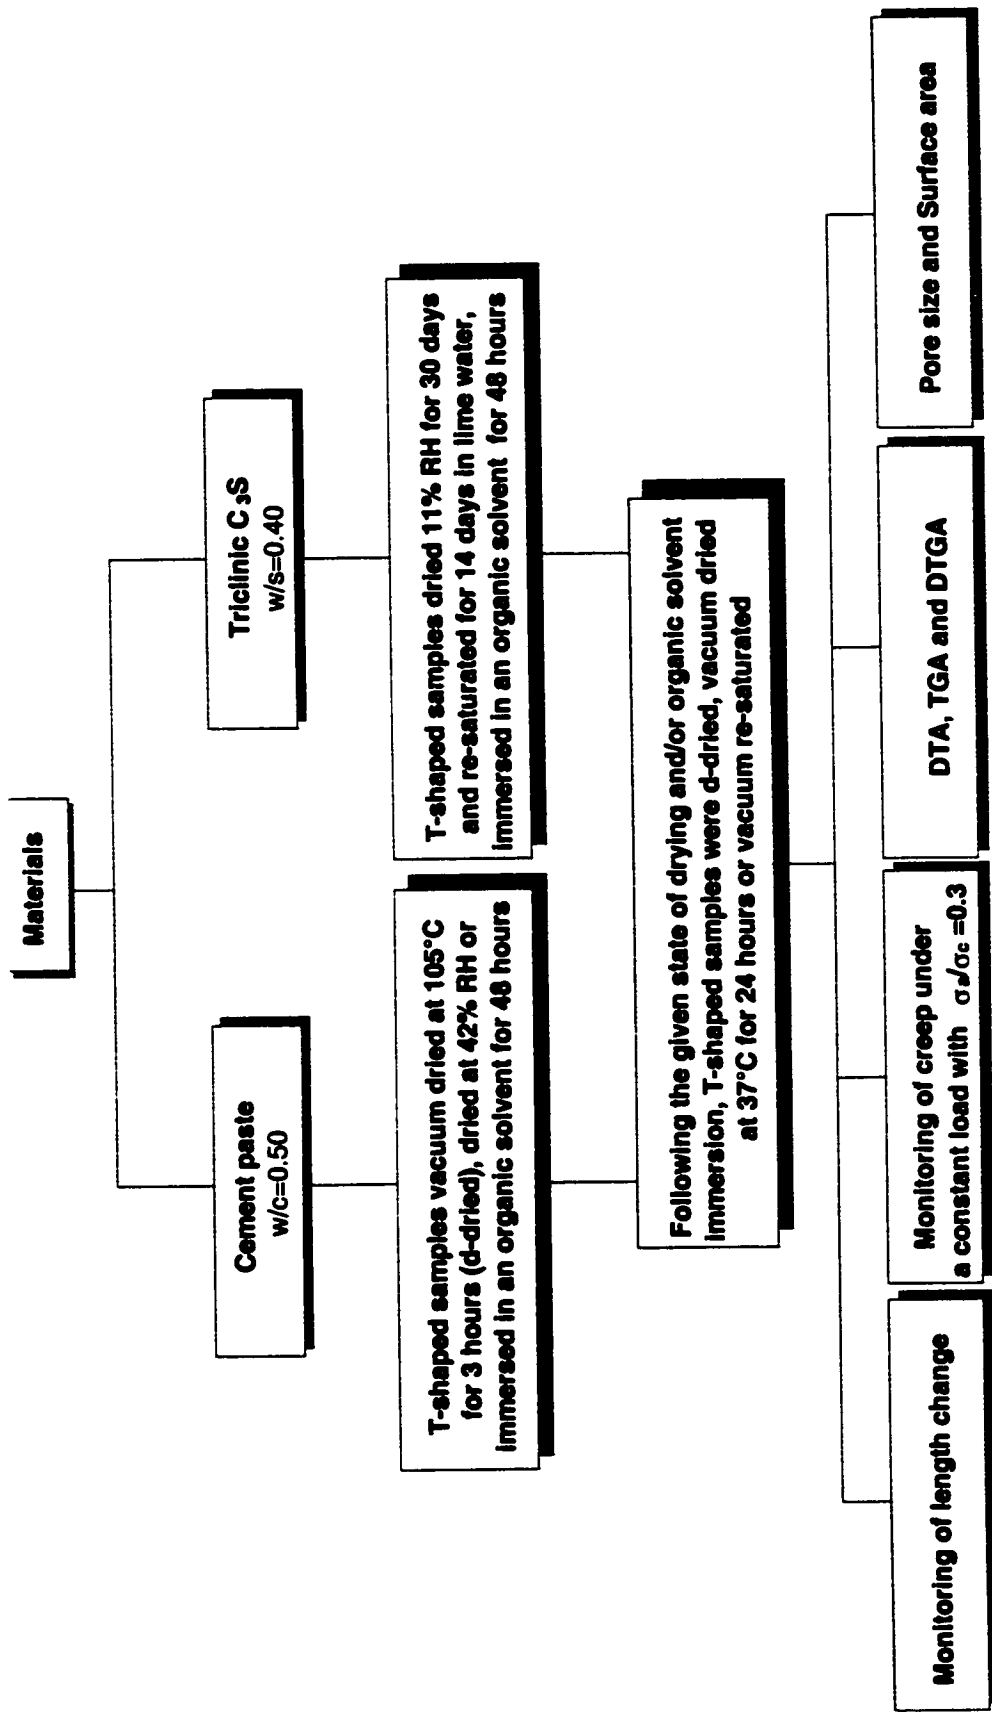 Materials
Cement paste
w/c=0.50
Triclinic C3S
w/s=0.40
T-shaped samples vacuum dried at 105°C
for 3 hours (d-dried), dried at 42% RH or
immersed in an organic solvent for 48 hours
T-shaped samples dried 11% RH for 30 days
and re-saturated for 14 days in lime water,
immersed in an organic solvent for 48 hours
Following the given state of drying and/or organic solvent
immersion, T-shaped samples were d-dried, vacuum dried
at 37°C for 24 hours or vacuum re-saturated
Monitoring of length change
Monitoring of creep under
a constant load with σa/σc =0.3
DTA, TGA and DTGA
Pore size and Surface area